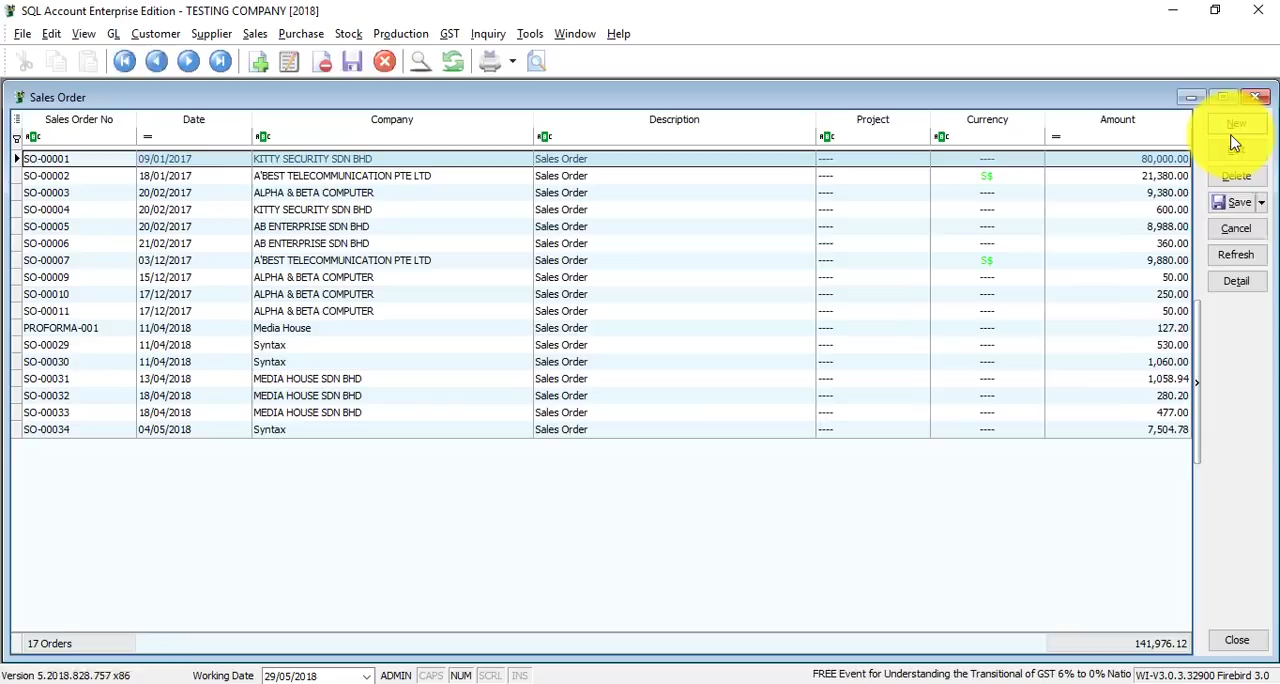 SQL Account Enterprise Edition - TESTING COMPANY [2018]
File Edit View GL Customer Supplier Sales Purchase Stock Production GST Inquiry Tools Window Help
Sales Order
Sales Order No Date Company Description Project Currency Amount
SO-00001 09/01/2017 KITTY SECURITY SDN BHD Sales Order ---- ---- 80,000.00
SO-00002 18/01/2017 A'BEST TELECOMMUNICATION PTE LTD Sales Order ---- S$ 21,380.00
SO-00003 20/02/2017 ALPHA & BETA COMPUTER Sales Order ---- ---- 9,380.00
SO-00004 20/02/2017 KITTY SECURITY SDN BHD Sales Order ---- ---- 600.00
SO-00005 20/02/2017 AB ENTERPRISE SDN BHD Sales Order ---- ---- 8,988.00
SO-00006 21/02/2017 AB ENTERPRISE SDN BHD Sales Order ---- ---- 360.00
SO-00007 03/12/2017 A'BEST TELECOMMUNICATION PTE LTD Sales Order ---- S$ 9,880.00
SO-00009 15/12/2017 ALPHA & BETA COMPUTER Sales Order ---- ---- 50.00
SO-00010 17/12/2017 ALPHA & BETA COMPUTER Sales Order ---- ---- 250.00
SO-00011 17/12/2017 ALPHA & BETA COMPUTER Sales Order ---- ---- 50.00
PROFORMA-001 11/04/2018 Media House Sales Order ---- ---- 127.20
SO-00029 11/04/2018 Syntax Sales Order ---- ---- 530.00
SO-00030 11/04/2018 Syntax Sales Order ---- ---- 1,060.00
SO-00031 13/04/2018 MEDIA HOUSE SDN BHD Sales Order ---- ---- 1,058.94
SO-00032 18/04/2018 MEDIA HOUSE SDN BHD Sales Order ---- ---- 280.20
SO-00033 18/04/2018 MEDIA HOUSE SDN BHD Sales Order ---- ---- 477.00
SO-00034 04/05/2018 Syntax Sales Order ---- ---- 7,504.78
17 Orders 141,976.12
New
Delete
Save
Cancel
Refresh
Detail
Close
Version 5.2018.828.757 x86 Working Date 29/05/2018 ADMIN CAPS NUM SCRL INS FREE Event for Understanding the Transitional of GST 6% to 0% Natio WI-V3.0.3.32900 Firebird 3.0